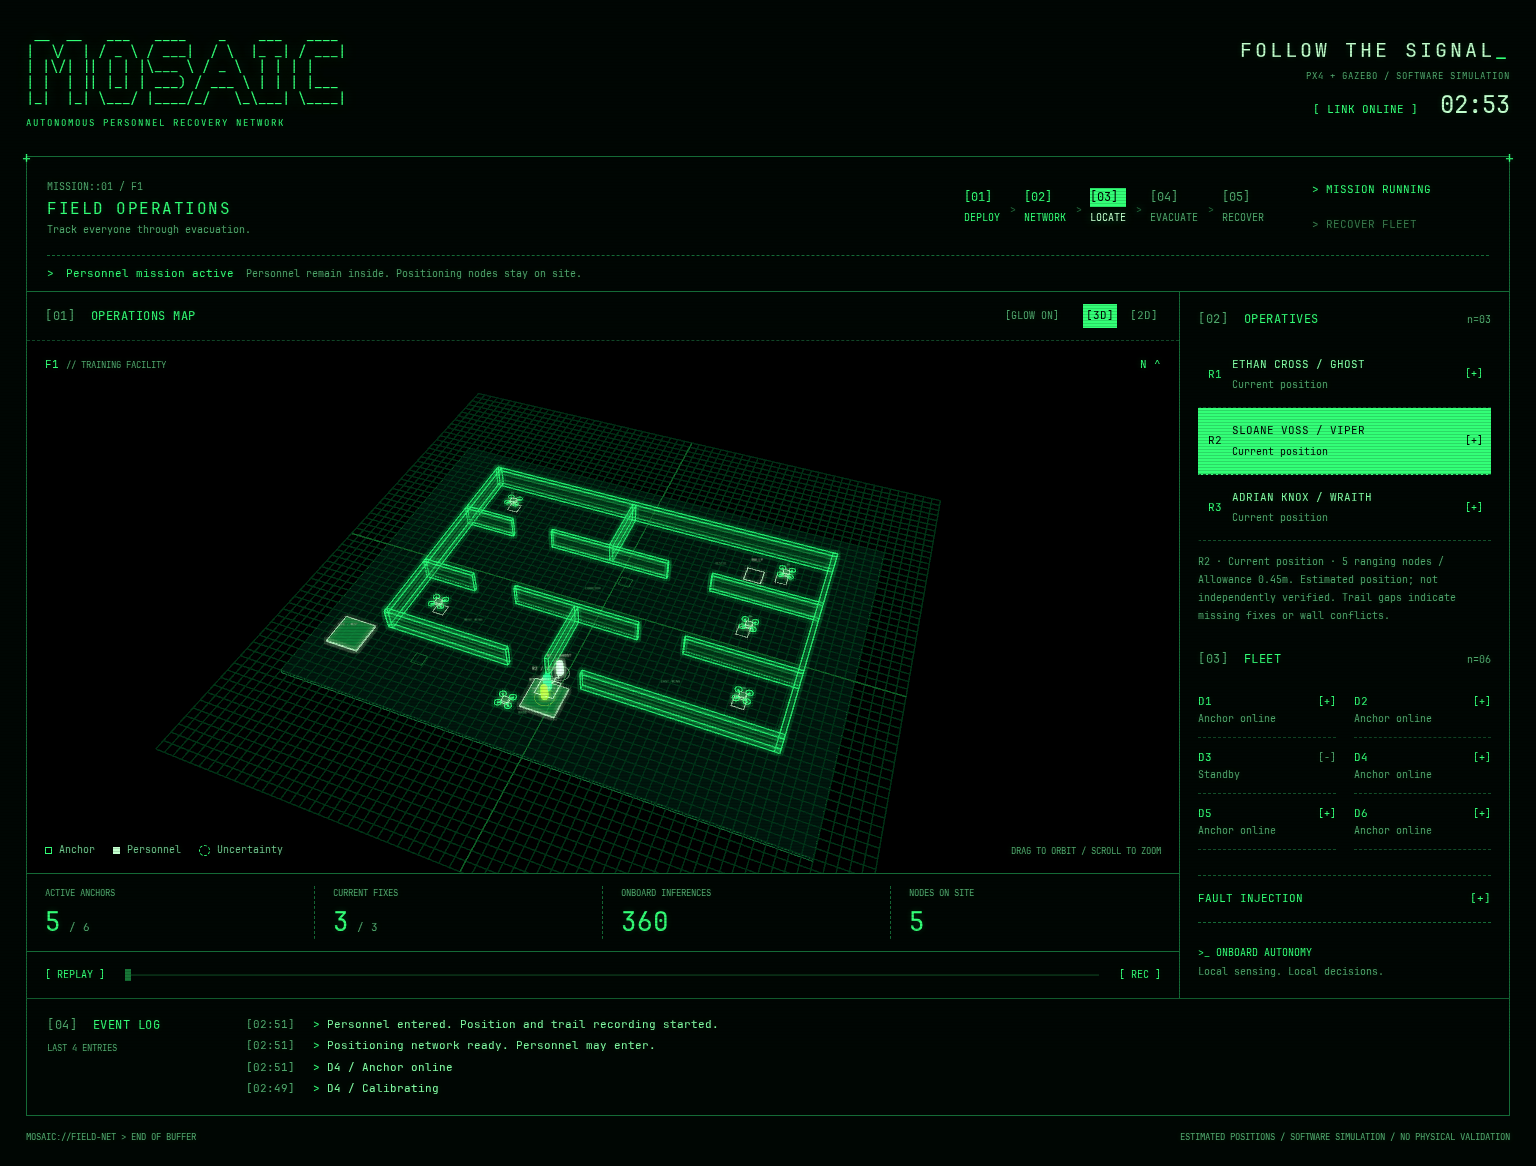 MOSAIC
AUTONOMOUS PERSONNEL RECOVERY NETWORK
FOLLOW THE SIGNAL_
PX4 + GAZEBO / SOFTWARE SIMULATION
[ LINK ONLINE ] 02:53
MISSION::01 / F1
FIELD OPERATIONS
Track everyone through evacuation.
[01] [02] [03] [04] [05]
DEPLOY > NETWORK > LOCATE > EVACUATE > RECOVER
> MISSION RUNNING
> RECOVER FLEET
> Personnel mission active Personnel remain inside. Positioning nodes stay on site.
[01] OPERATIONS MAP
[GLOW ON] [3D] [2D]
F1 // TRAINING FACILITY
N ^
Anchor Personnel Uncertainty
DRAG TO ORBIT / SCROLL TO ZOOM
ACTIVE ANCHORS
5 / 6
CURRENT FIXES
3 / 3
ONBOARD INFERENCES
360
NODES ON SITE
5
[ REPLAY ] [ REC ]
[02] OPERATIVES n=03
R1 ETHAN CROSS / GHOST [+]
Current position
R2 SLOANE VOSS / VIPER [+]
Current position
R3 ADRIAN KNOX / WRAITH [+]
Current position
R2 · Current position · 5 ranging nodes /
Allowance 0.45m. Estimated position; not
independently verified. Trail gaps indicate
missing fixes or wall conflicts.
[03] FLEET n=06
D1 [+] D2 [+]
Anchor online Anchor online
D3 [-] D4 [+]
Standby Anchor online
D5 [+] D6 [+]
Anchor online Anchor online
FAULT INJECTION [+]
>_ ONBOARD AUTONOMY
Local sensing. Local decisions.
[04] EVENT LOG
LAST 4 ENTRIES
[02:51] > Personnel entered. Position and trail recording started.
[02:51] > Positioning network ready. Personnel may enter.
[02:51] > D4 / Anchor online
[02:49] > D4 / Calibrating
MOSAIC://FIELD-NET > END OF BUFFER
ESTIMATED POSITIONS / SOFTWARE SIMULATION / NO PHYSICAL VALIDATION